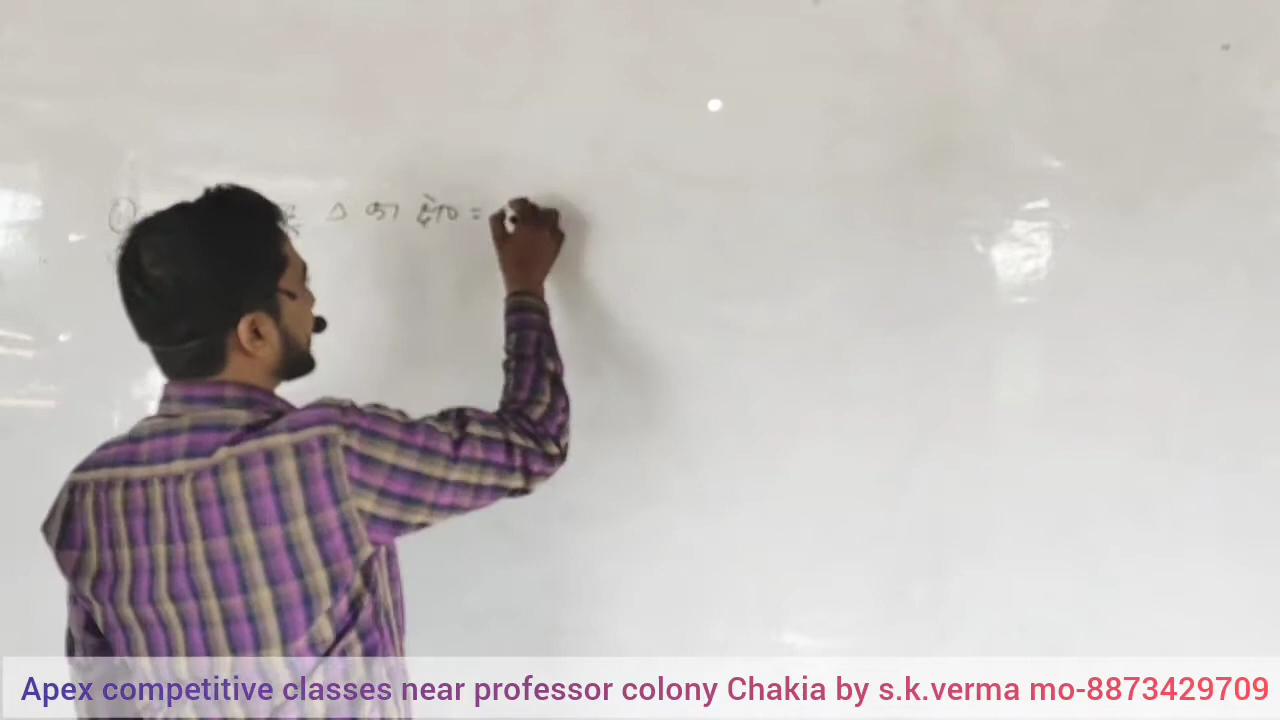 Δ का क्षे० =
Apex competitive classes near professor colony Chakia by s.k.verma mo-8873429709